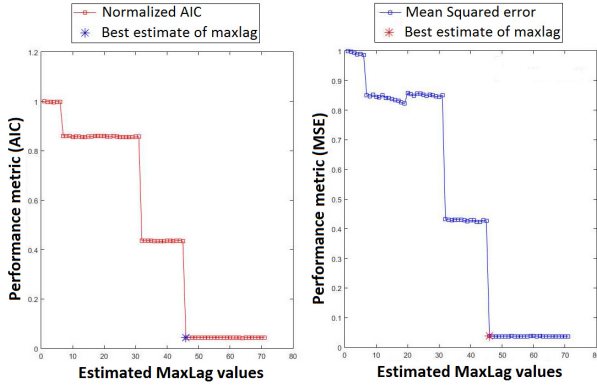 Normalized AIC
Best estimate of maxlag
Performance metric (AIC)
1.2
1
0.8
0.6
0.4
0.2
0
0 10 20 30 40 50 60 70 80
Estimated MaxLag values
Mean Squared error
Best estimate of maxlag
Performance metric (MSE)
1
0.9
0.8
0.7
0.6
0.5
0.4
0.3
0.2
0.1
0
0 10 20 30 40 50 60 70 80
Estimated MaxLag values